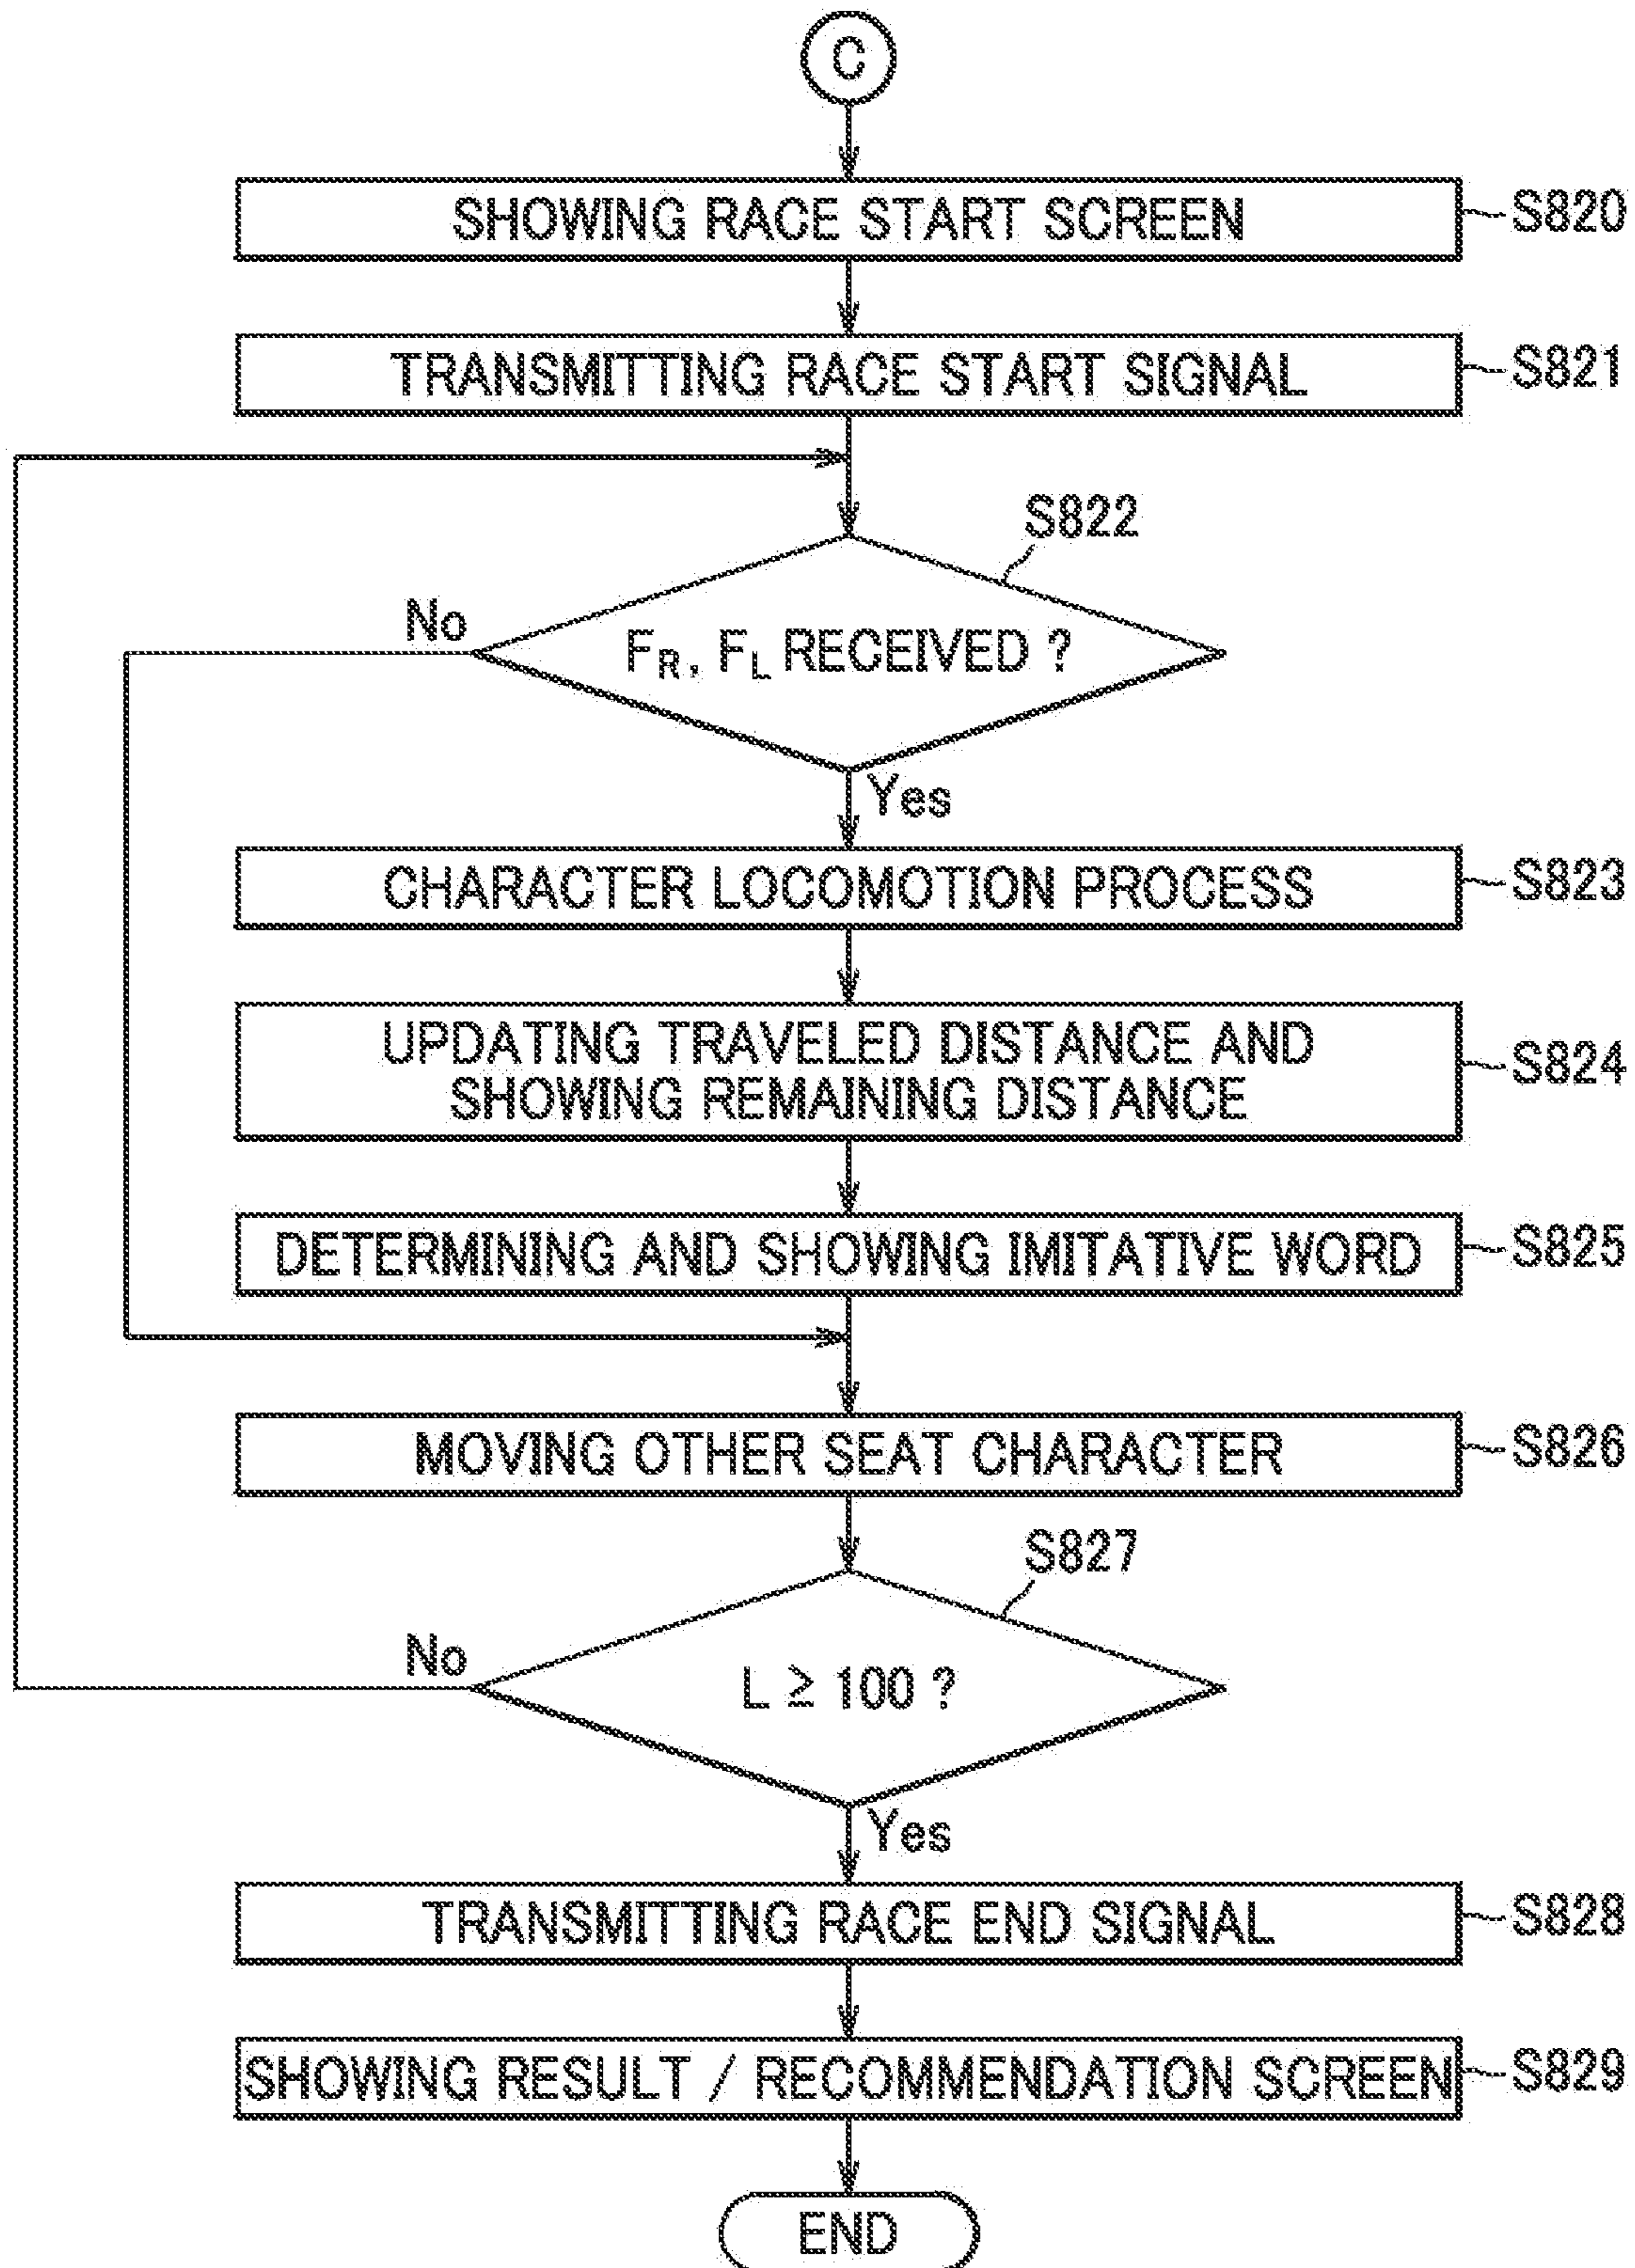 C
SHOWING RACE START SCREEN
S820
TRANSMITTING RACE START SIGNAL
S821
S822
No
FR, FL RECEIVED ?
Yes
CHARACTER LOCOMOTION PROCESS
S823
UPDATING TRAVELED DISTANCE AND
SHOWING REMAINING DISTANCE
S824
DETERMINING AND SHOWING IMITATIVE WORD
S825
MOVING OTHER SEAT CHARACTER
S826
S827
No
L ≥ 100 ?
Yes
TRANSMITTING RACE END SIGNAL
S828
SHOWING RESULT / RECOMMENDATION SCREEN
S829
END